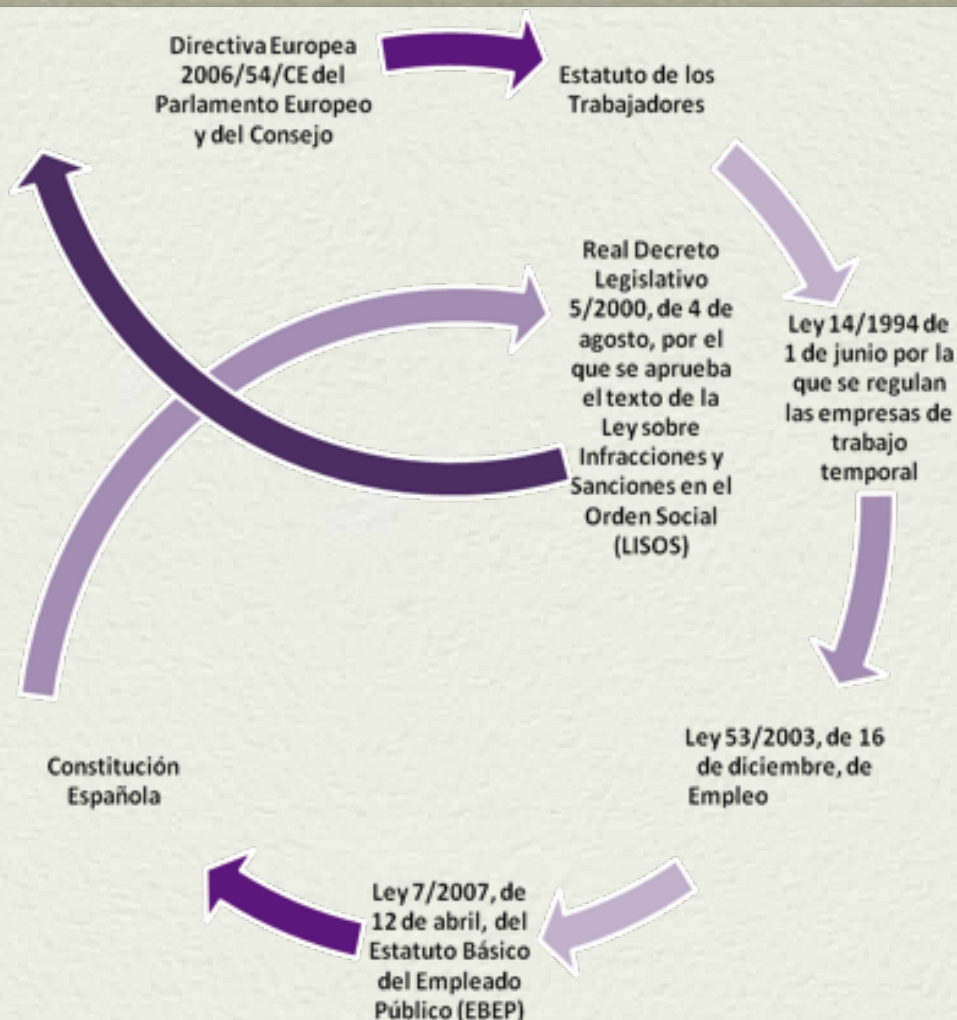 Directiva Europea
2006/54/CE del
Parlamento Europeo
y del Consejo
Estatuto de los
Trabajadores
Ley 14/1994 de
1 de junio por la
que se regulan
las empresas de
trabajo
temporal
Ley 53/2003, de 16
de diciembre, de
Empleo
Ley 7/2007, de
12 de abril, del
Estatuto Básico
del Empleado
Público (EBEP)
Constitución
Española
Real Decreto
Legislativo
5/2000, de 4 de
agosto, por el
que se aprueba
el texto de la
Ley sobre
Infracciones y
Sanciones en el
Orden Social
(LISOS)